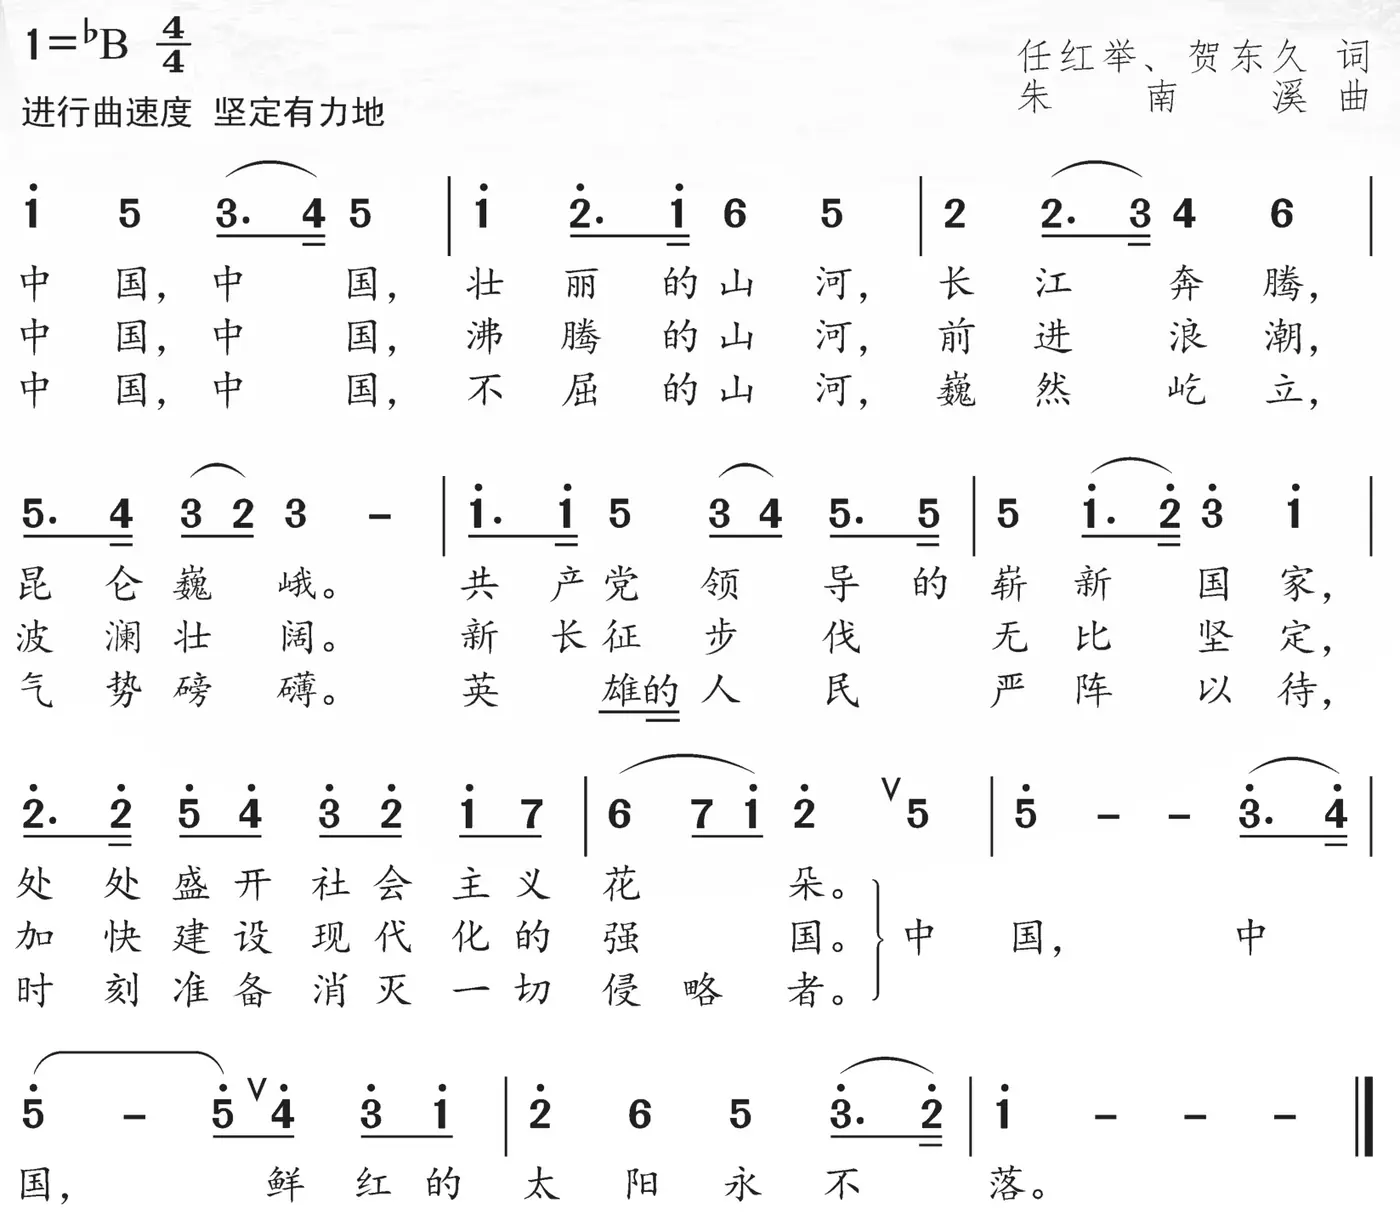 1=♭B 4/4
任红举、贺东久 词
进行曲速度 坚定有力地
朱 南 溪 曲
1̇ 5 3. 4 5 | 1̇ 2̇. 1̇ 6 5 | 2 2. 3 4 6 |
中 国，中 国， 壮 丽 的 山 河， 长 江 奔 腾，
中 国，中 国， 沸 腾 的 山 河， 前 进 浪 潮，
中 国，中 国， 不 屈 的 山 河， 巍 然 屹 立，
5. 4 3 2 3 - | 1̇. 1̇ 5 3 4 5. 5 | 5 1̇. 2̇ 3̇ 1̇ |
昆 仑 巍 峨。 共 产 党 领 导 的 崭 新 国 家，
波 澜 壮 阔。 新 长 征 步 伐 无 比 坚 定，
气 势 磅 礴。 英 雄的 人 民 严 阵 以 待，
2̇. 2̇ 5̇ 4̇ 3̇ 2̇ 1̇ 7 | 6 7 1̇ 2̇ ∨ 5 | 5̇ - - 3̇. 4̇ |
处 处 盛 开 社 会 主 义 花 朵。
加 快 建 设 现 代 化 的 强 国。 中 国， 中
时 刻 准 备 消 灭 一 切 侵 略 者。
5̇ - 5̇ ∨ 4̇ 3̇ 1̇ | 2̇ 6 5 3̇. 2̇ | 1̇ - - - ‖
国， 鲜 红 的 太 阳 永 不 落。